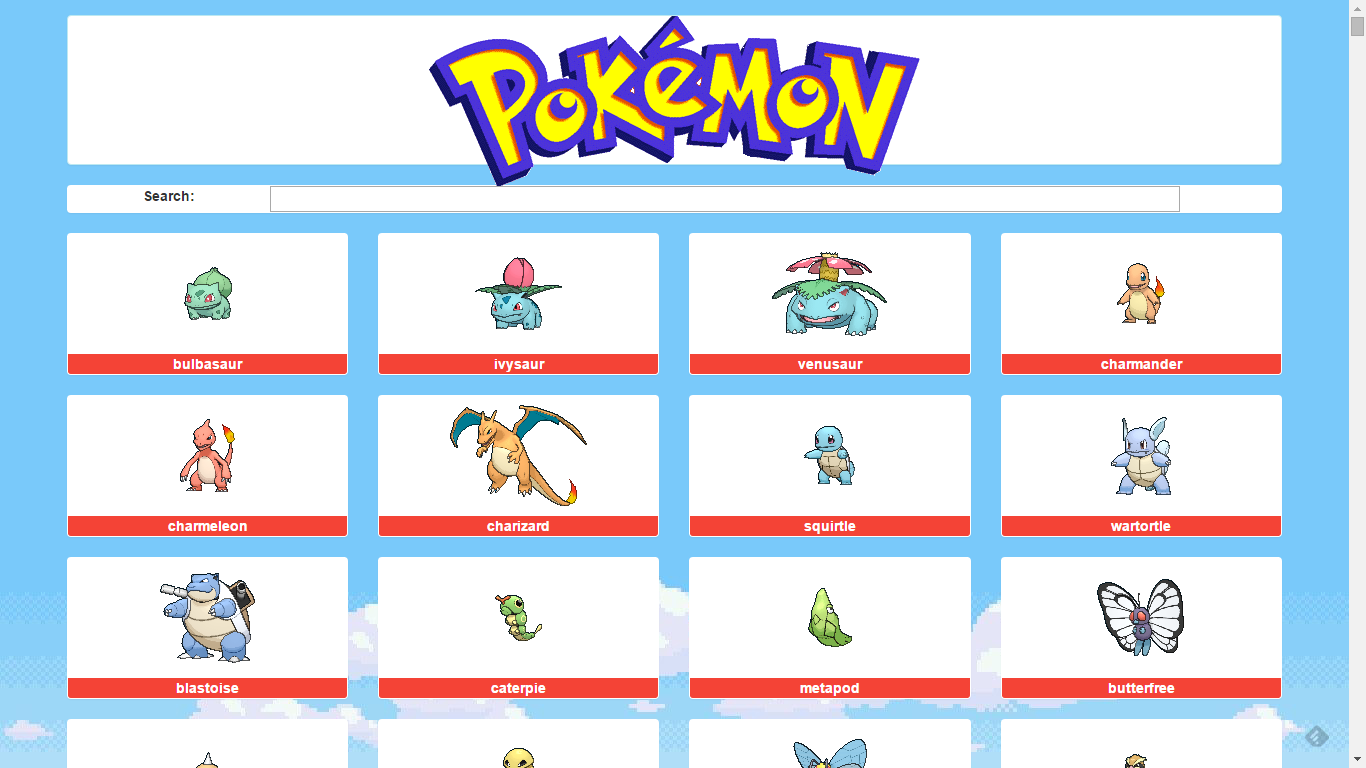 POKéMON
Search:
bulbasaur
ivysaur
venusaur
charmander
charmeleon
charizard
squirtle
wartortle
blastoise
caterpie
metapod
butterfree